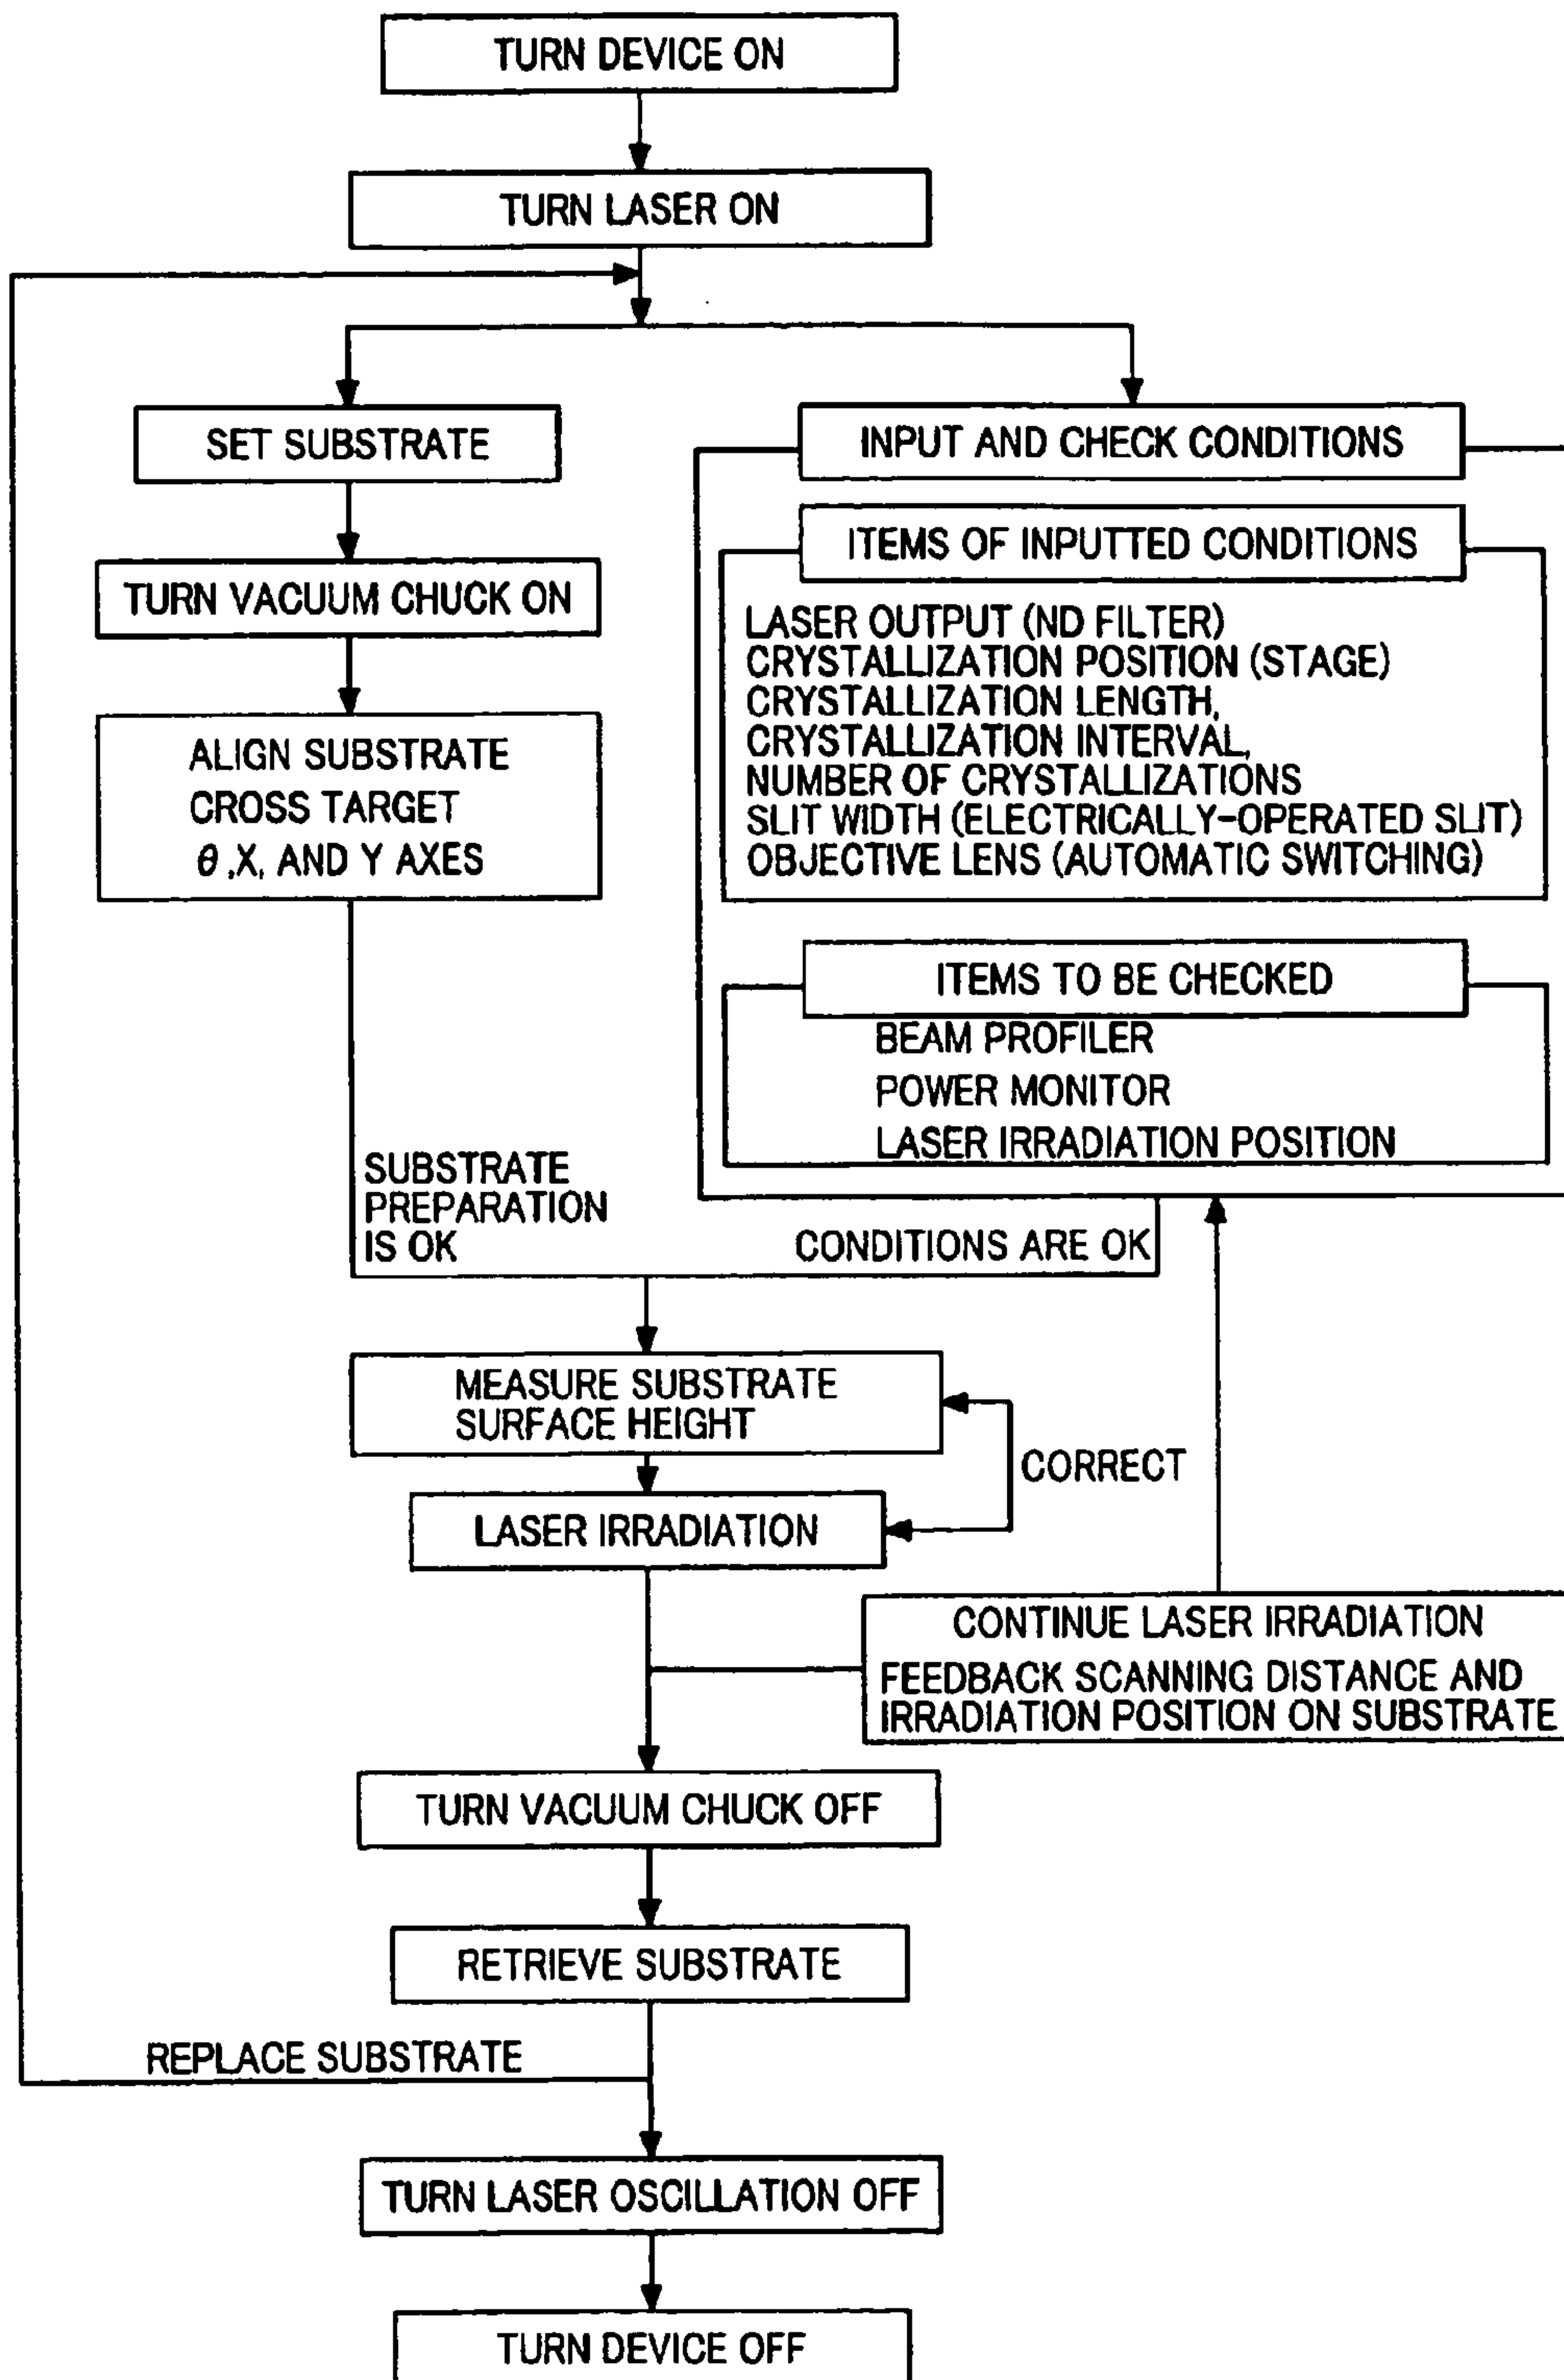 TURN DEVICE ON
TURN LASER ON
SET SUBSTRATE
TURN VACUUM CHUCK ON
ALIGN SUBSTRATE
CROSS TARGET
θ,X, AND Y AXES
SUBSTRATE
PREPARATION
IS OK
INPUT AND CHECK CONDITIONS
ITEMS OF INPUTTED CONDITIONS
LASER OUTPUT (ND FILTER)
CRYSTALLIZATION POSITION (STAGE)
CRYSTALLIZATION LENGTH,
CRYSTALLIZATION INTERVAL,
NUMBER OF CRYSTALLIZATIONS
SLIT WIDTH (ELECTRICALLY-OPERATED SLIT)
OBJECTIVE LENS (AUTOMATIC SWITCHING)
ITEMS TO BE CHECKED
BEAM PROFILER
POWER MONITOR
LASER IRRADIATION POSITION
CONDITIONS ARE OK
MEASURE SUBSTRATE
SURFACE HEIGHT
CORRECT
LASER IRRADIATION
CONTINUE LASER IRRADIATION
FEEDBACK SCANNING DISTANCE AND
IRRADIATION POSITION ON SUBSTRATE
TURN VACUUM CHUCK OFF
RETRIEVE SUBSTRATE
REPLACE SUBSTRATE
TURN LASER OSCILLATION OFF
TURN DEVICE OFF